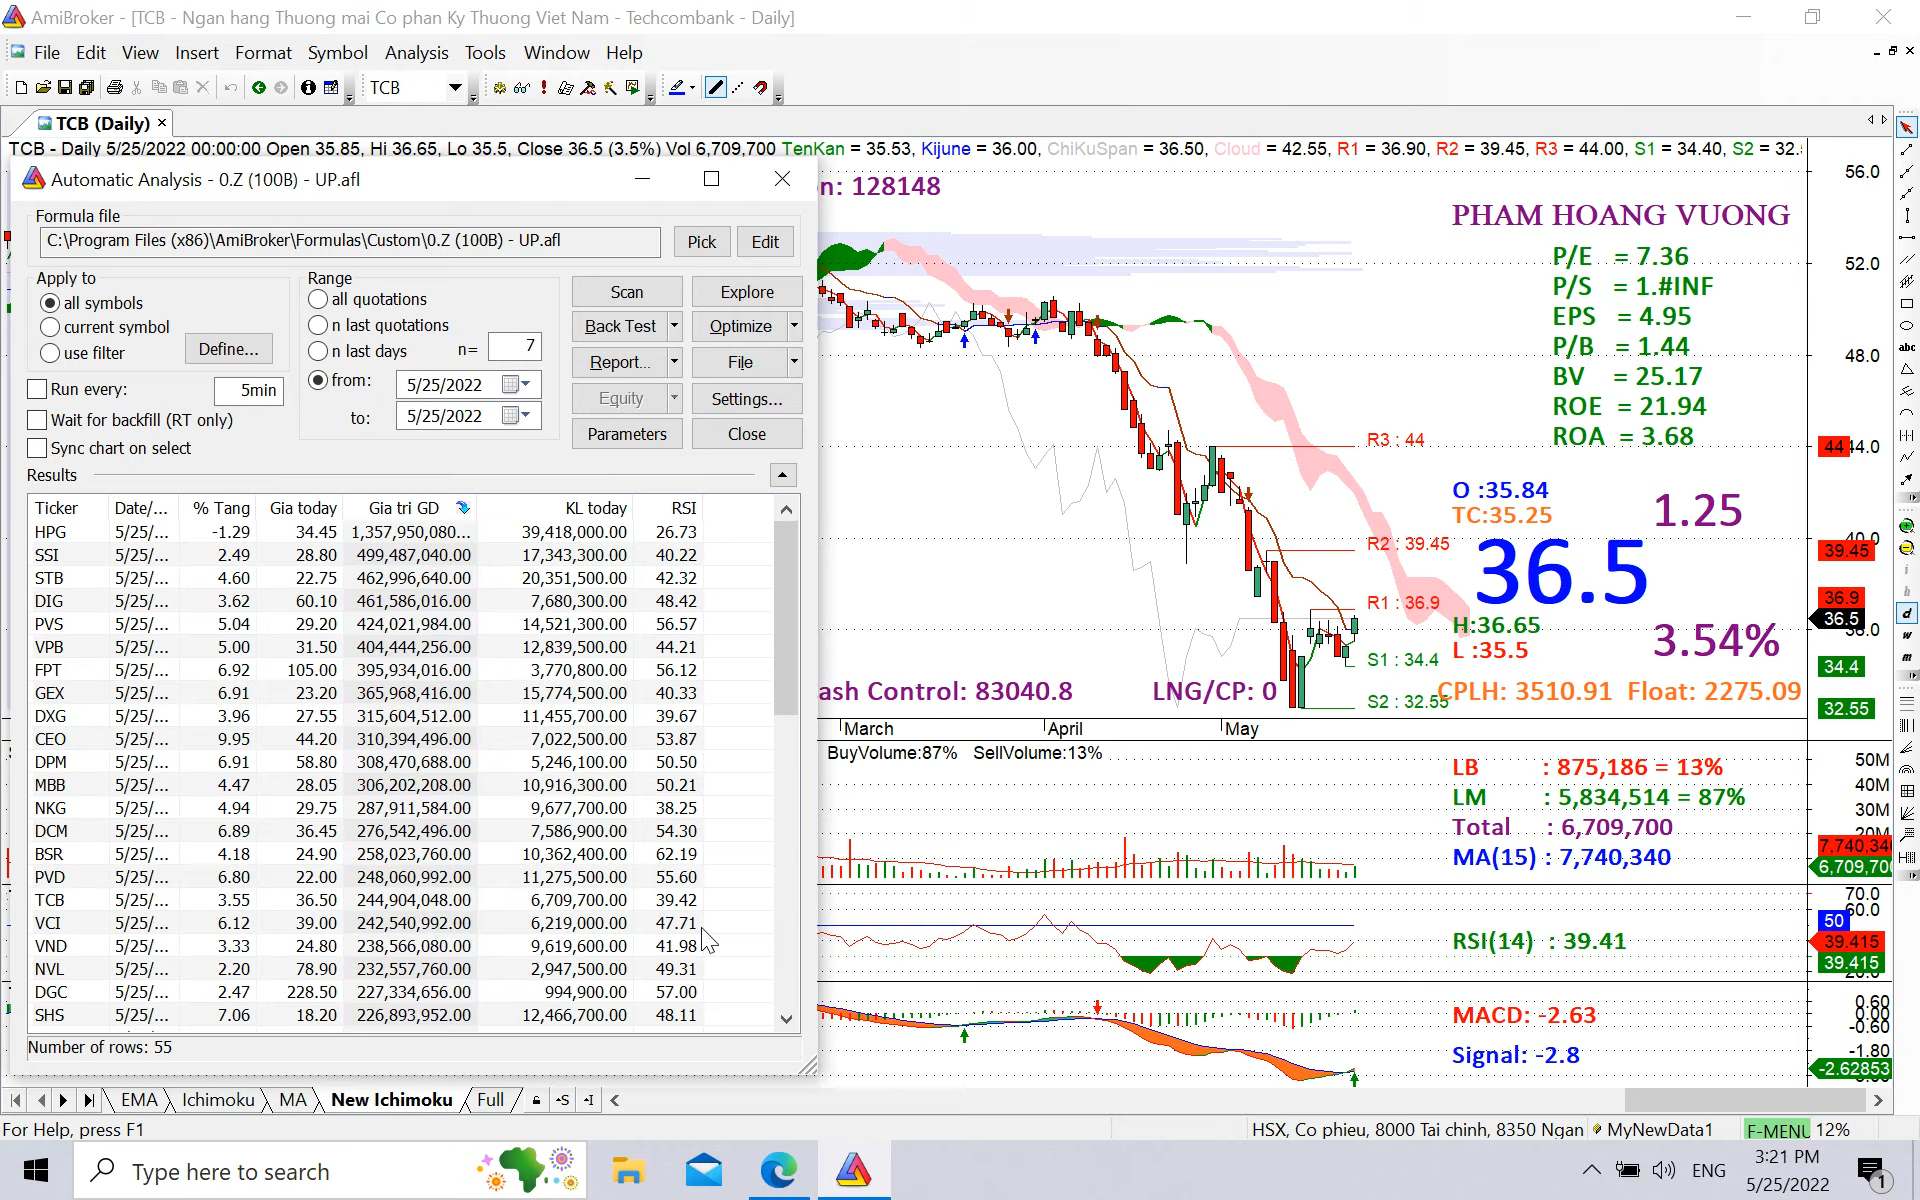 AmiBroker - [TCB - Ngan hang Thuong mai Co phan Ky Thuong Viet Nam - Techcombank - Daily]
File Edit View Insert Format Symbol Analysis Tools Window Help
TCB
TCB (Daily)
TCB - Daily 5/25/2022 00:00:00 Open 35.85, Hi 36.65, Lo 35.5, Close 36.5 (3.5%) Vol 6,709,700 TenKan = 35.53, Kijune = 36.00, ChiKuSpan = 36.50, Cloud = 42.55, R1 = 36.90, R2 = 39.45, R3 = 44.00, S1 = 34.40, S2 = 32.
Automatic Analysis - 0.Z (100B) - UP.afl
Formula file
C:\Program Files (x86)\AmiBroker\Formulas\Custom\0.Z (100B) - UP.afl
Pick Edit
Apply to
all symbols
current symbol
use filter
Define...
Range
all quotations
n last quotations
n last days n= 7
from: 5/25/2022
to: 5/25/2022
Run every: 5min
Wait for backfill (RT only)
Sync chart on select
Scan Explore
Back Test Optimize
Report... File
Equity Settings...
Parameters Close
Results
Ticker Date/... % Tang Gia today Gia tri GD KL today RSI
HPG 5/25/... -1.29 34.45 1,357,950,080... 39,418,000.00 26.73
SSI 5/25/... 2.49 28.80 499,487,040.00 17,343,300.00 40.22
STB 5/25/... 4.60 22.75 462,996,640.00 20,351,500.00 42.32
DIG 5/25/... 3.62 60.10 461,586,016.00 7,680,300.00 48.42
PVS 5/25/... 5.04 29.20 424,021,984.00 14,521,300.00 56.57
VPB 5/25/... 5.00 31.50 404,444,256.00 12,839,500.00 44.21
FPT 5/25/... 6.92 105.00 395,934,016.00 3,770,800.00 56.12
GEX 5/25/... 6.91 23.20 365,968,416.00 15,774,500.00 40.33
DXG 5/25/... 3.96 27.55 315,604,512.00 11,455,700.00 39.67
CEO 5/25/... 9.95 44.20 310,394,496.00 7,022,500.00 53.87
DPM 5/25/... 6.91 58.80 308,470,688.00 5,246,100.00 50.50
MBB 5/25/... 4.47 28.05 306,202,208.00 10,916,300.00 50.21
NKG 5/25/... 4.94 29.75 287,911,584.00 9,677,700.00 38.25
DCM 5/25/... 6.89 36.45 276,542,496.00 7,586,900.00 54.30
BSR 5/25/... 4.18 24.90 258,023,760.00 10,362,400.00 62.19
PVD 5/25/... 6.80 22.00 248,060,992.00 11,275,500.00 55.60
TCB 5/25/... 3.55 36.50 244,904,048.00 6,709,700.00 39.42
VCI 5/25/... 6.12 39.00 242,540,992.00 6,219,000.00 47.71
VND 5/25/... 3.33 24.80 238,566,080.00 9,619,600.00 41.98
NVL 5/25/... 2.20 78.90 232,557,760.00 2,947,500.00 49.31
DGC 5/25/... 2.47 228.50 227,334,656.00 994,900.00 57.00
SHS 5/25/... 7.06 18.20 226,893,952.00 12,466,700.00 48.11
Number of rows: 55
n: 128148
PHAM HOANG VUONG
P/E = 7.36
P/S = 1.#INF
EPS = 4.95
P/B = 1.44
BV = 25.17
ROE = 21.94
ROA = 3.68
R3 : 44
R2 : 39.45
R1 : 36.9
S1 : 34.4
S2 : 32.55
O :35.84
TC:35.25
1.25
36.5
H:36.65
L :35.5
3.54%
ash Control: 83040.8 LNG/CP: 0 CPLH: 3510.91 Float: 2275.09
56.0
52.0
48.0
44 44.0
40.0
39.45
36.9
36.5
36.0
34.4
32.55
March April May
BuyVolume:87% SellVolume:13%
LB : 875,186 = 13%
LM : 5,834,514 = 87%
Total : 6,709,700
MA(15) : 7,740,340
50M
40M
30M
20M
7,740,34
6,709,70
RSI(14) : 39.41
70.0
60.0
50
39.415
39.415
MACD: -2.63
Signal: -2.8
0.60
0.00
-0.60
-1.80
-2.62853
EMA Ichimoku MA New Ichimoku Full
For Help, press F1
HSX, Co phieu, 8000 Tai chinh, 8350 Ngan MyNewData1 F-MENU 12%
Type here to search
ENG
3:21 PM
5/25/2022
1
abc
d
w
m